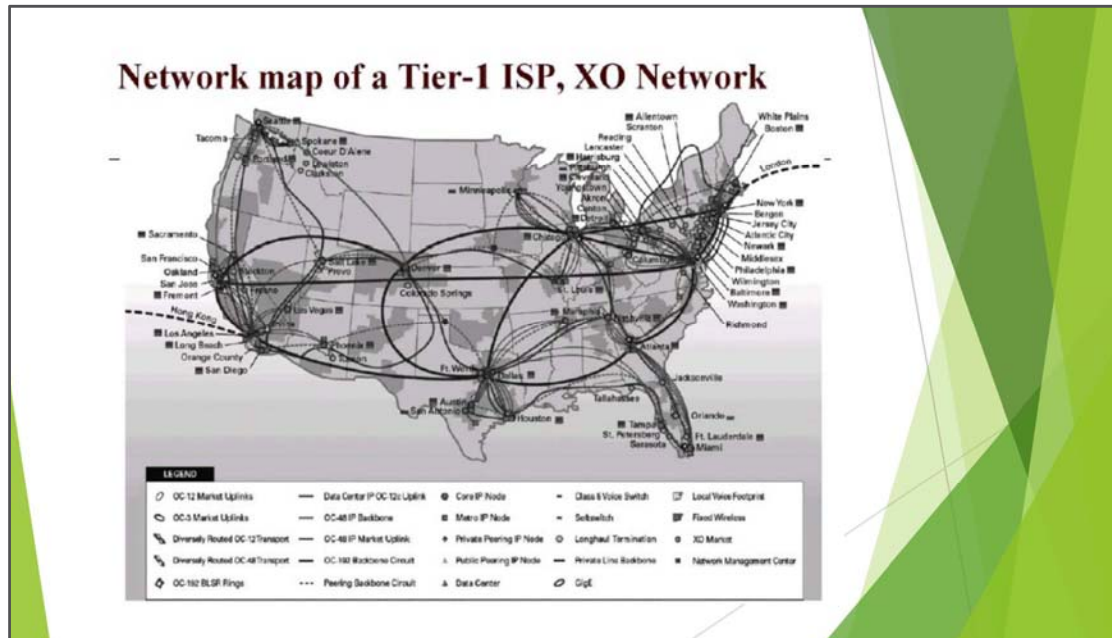 Network map of a Tier-1 ISP, XO Network
Seattle
Tacoma
Spokane
Coeur D'Alene
Portland
Lewiston
Clarkston
Minneapolis
Allentown
Scranton
Reading
Lancaster
Harrisburg
Pittsburgh
Cleveland
Youngstown
Akron
Canton
Detroit
Chicago
White Plains
Boston
London
New York
Bergen
Jersey City
Atlantic City
Newark
Middlesex
Philadelphia
Wilmington
Baltimore
Washington
Richmond
Columbus
Sacramento
San Francisco
Oakland
San Jose
Fremont
Stockton
Fresno
Salt Lake
Provo
Denver
Colorado Springs
St. Louis
Hong Kong
Las Vegas
Los Angeles
Long Beach
Orange County
San Diego
Phoenix
Tucson
Memphis
Nashville
Atlanta
Ft. Worth
Dallas
Austin
San Antonio
Houston
Tallahassee
Jacksonville
Orlando
Tampa
St. Petersburg
Sarasota
Ft. Lauderdale
Miami
LEGEND
OC-12 Market Uplinks
OC-3 Market Uplinks
Diversely Routed OC-12 Transport
Diversely Routed OC-48 Transport
OC-192 BLSR Rings
Data Center IP OC-12c Uplink
OC-48 IP Backbone
OC-48 IP Market Uplink
OC-192 Backbone Circuit
Peering Backbone Circuit
Core IP Node
Metro IP Node
Private Peering IP Node
Public Peering IP Node
Data Center
Class 5 Voice Switch
Softswitch
Longhaul Termination
Private Line Backbone
GigE
Local Voice Footprint
Fixed Wireless
XO Market
Network Management Center